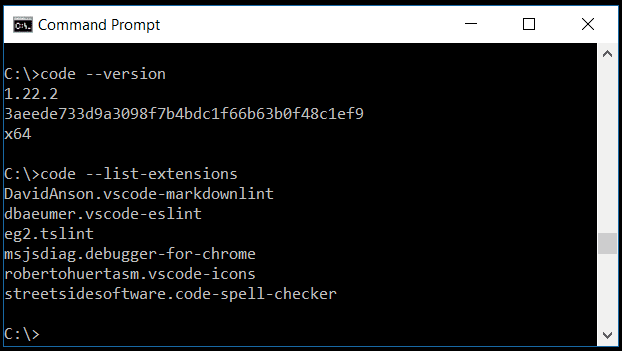 Command Prompt
C:\>code --version
1.22.2
3aeede733d9a3098f7b4bdc1f66b63b0f48c1ef9
x64
C:\>code --list-extensions
DavidAnson.vscode-markdownlint
dbaeumer.vscode-eslint
eg2.tslint
msjsdiag.debugger-for-chrome
robertohuertasm.vscode-icons
streetsidesoftware.code-spell-checker
C:\>